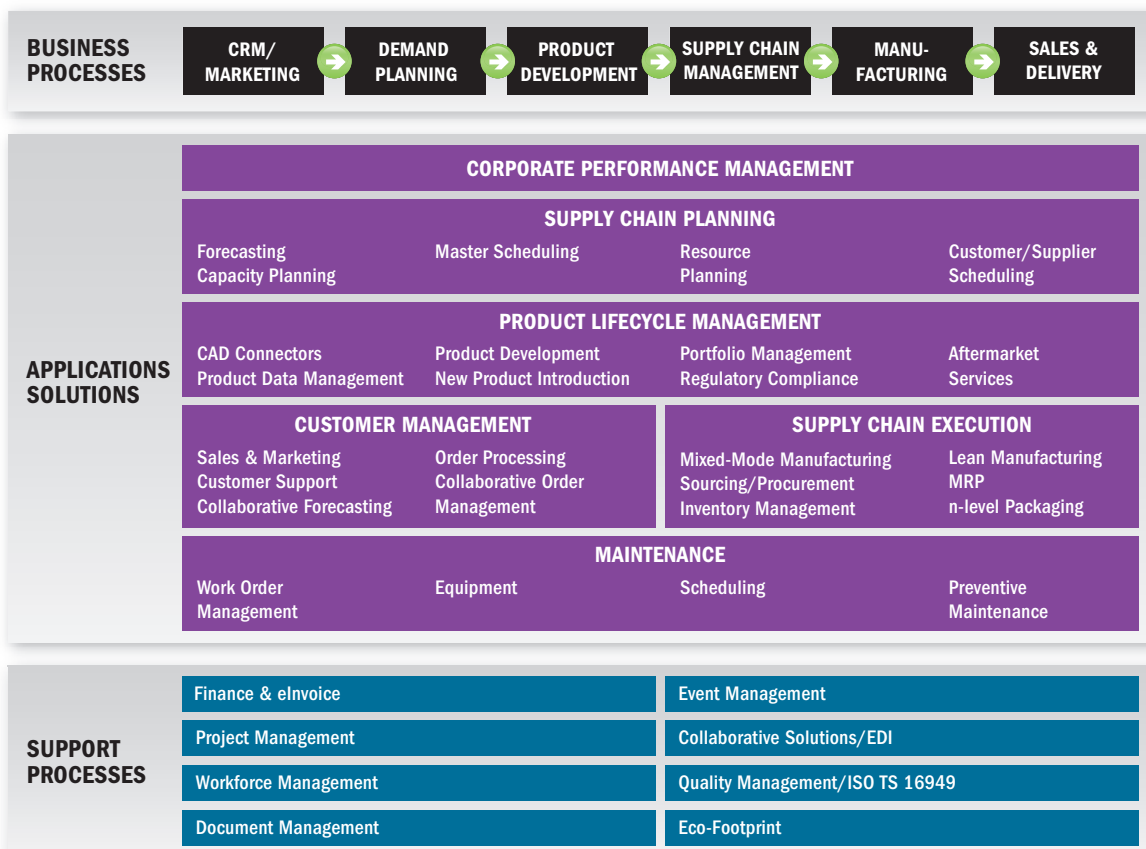 BUSINESS
PROCESSES
CRM/
MARKETING
DEMAND
PLANNING
PRODUCT
DEVELOPMENT
SUPPLY CHAIN
MANAGEMENT
MANU-
FACTURING
SALES &
DELIVERY
APPLICATIONS
SOLUTIONS
CORPORATE PERFORMANCE MANAGEMENT
SUPPLY CHAIN PLANNING
Forecasting
Capacity Planning
Master Scheduling
Resource
Planning
Customer/Supplier
Scheduling
PRODUCT LIFECYCLE MANAGEMENT
CAD Connectors
Product Data Management
Product Development
New Product Introduction
Portfolio Management
Regulatory Compliance
Aftermarket
Services
CUSTOMER MANAGEMENT
Sales & Marketing
Customer Support
Collaborative Forecasting
Order Processing
Collaborative Order
Management
SUPPLY CHAIN EXECUTION
Mixed-Mode Manufacturing
Sourcing/Procurement
Inventory Management
Lean Manufacturing
MRP
n-level Packaging
MAINTENANCE
Work Order
Management
Equipment
Scheduling
Preventive
Maintenance
SUPPORT
PROCESSES
Finance & eInvoice
Project Management
Workforce Management
Document Management
Event Management
Collaborative Solutions/EDI
Quality Management/ISO TS 16949
Eco-Footprint